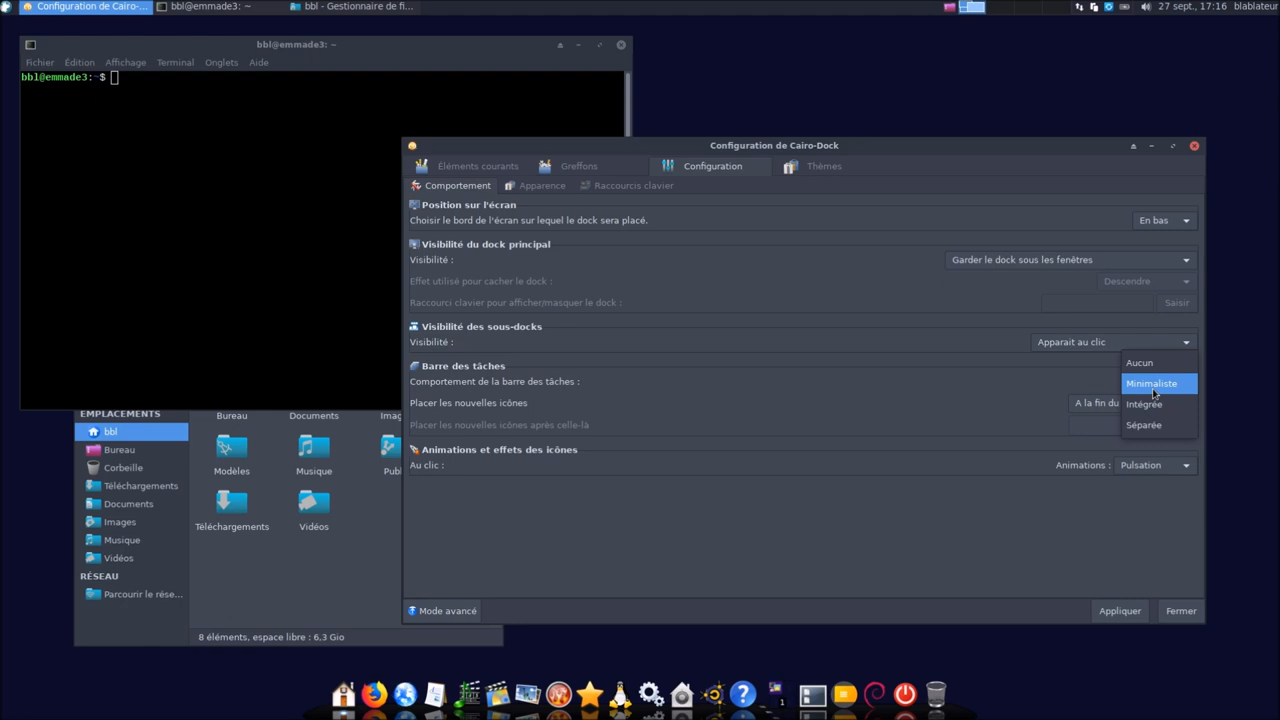 Configuration de Cairo-...
bbl@emmade3: ~
bbl - Gestionnaire de fi...
27 sept., 17:16
blablateur
bbl@emmade3: ~
Fichier Édition Affichage Terminal Onglets Aide
bbl@emmade3:~$
Configuration de Cairo-Dock
Éléments courants Greffons Configuration Thèmes
Comportement Apparence Raccourcis clavier
Position sur l'écran
Choisir le bord de l'écran sur lequel le dock sera placé. En bas
Visibilité du dock principal
Visibilité : Garder le dock sous les fenêtres
Effet utilisé pour cacher le dock : Descendre
Raccourci clavier pour afficher/masquer le dock : Saisir
Visibilité des sous-docks
Visibilité : Apparait au clic
Barre des tâches
Comportement de la barre des tâches :
Aucun
Minimaliste
Intégrée
Séparée
Placer les nouvelles icônes A la fin du
Placer les nouvelles icônes après celle-là
Animations et effets des icônes
Au clic : Animations : Pulsation
Mode avancé Appliquer Fermer
EMPLACEMENTS
bbl
Bureau
Corbeille
Téléchargements
Documents
Images
Musique
Vidéos
RÉSEAU
Parcourir le rése...
Bureau Documents Imag
Modèles Musique Publ
Téléchargements Vidéos
8 éléments, espace libre : 6,3 Gio
1